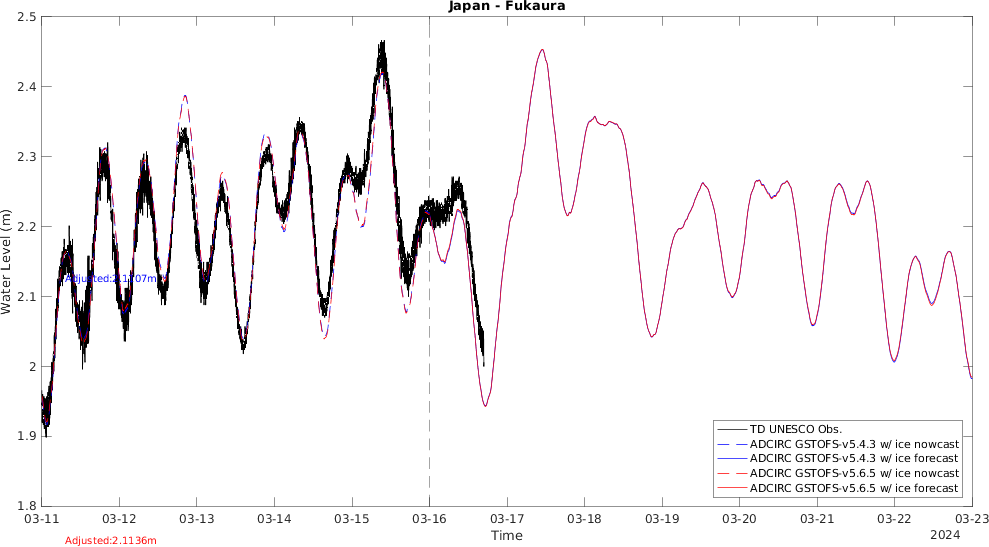 Japan - Fukaura
2.5
2.4
2.3
2.2
2.1
2
1.9
1.8
Water Level (m)
03-11
03-12
03-13
03-14
03-15
03-16
03-17
03-18
03-19
03-20
03-21
03-22
03-23
Time
2024
TD UNESCO Obs.
ADCIRC GSTOFS-v5.4.3 w/ ice nowcast
ADCIRC GSTOFS-v5.4.3 w/ ice forecast
ADCIRC GSTOFS-v5.6.5 w/ ice nowcast
ADCIRC GSTOFS-v5.6.5 w/ ice forecast
Adjusted:2.1136m